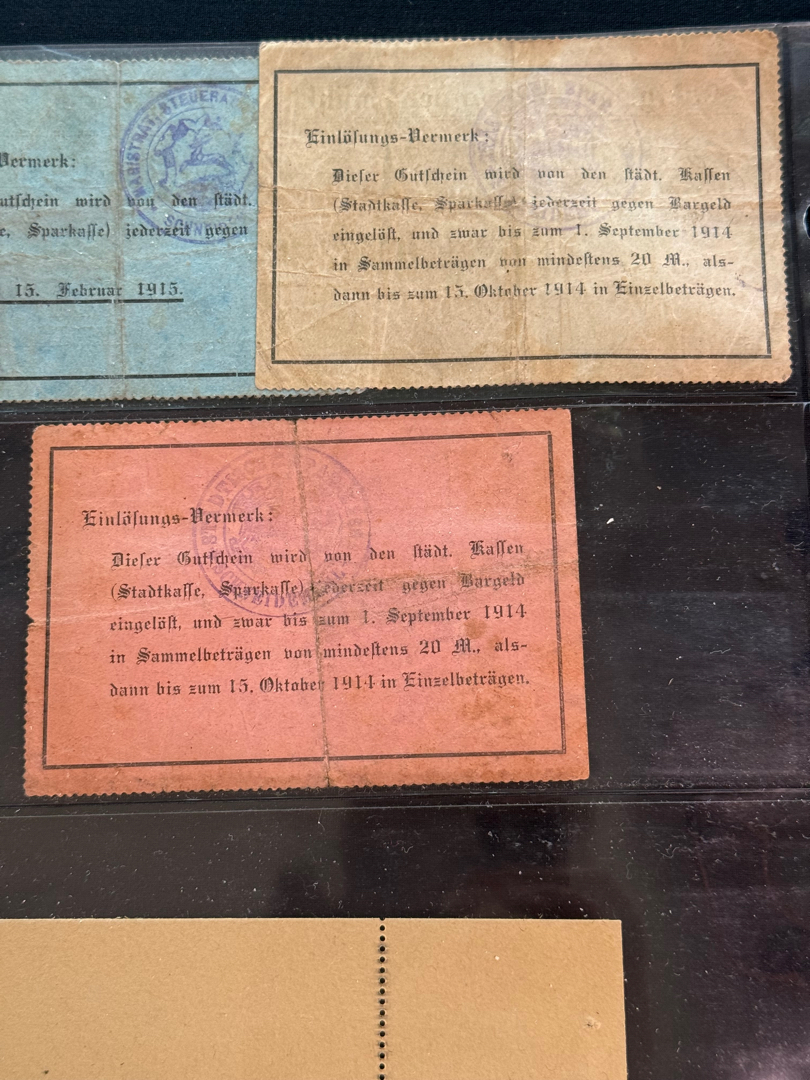 MAGISTRAT STEUERA
Vermerk:
Gutschein wird von den städt.
Sparkasse) jederzeit gegen
15. Februar 1915.
Einlösungs-Vermerk:
Dieser Gutschein wird von den städt. Kassen
(Stadtkasse, Sparkasse) jederzeit gegen Bargeld
eingelöst, und zwar bis zum 1. September 1914
in Sammelbeträgen von mindestens 20 M., als-
dann bis zum 15. Oktober 1914 in Einzelbeträgen.
Einlösungs-Vermerk:
Dieser Gutschein wird von den städt. Kassen
(Stadtkasse, Sparkasse) jederzeit gegen Bargeld
eingelöst, und zwar bis zum 1. September 1914
in Sammelbeträgen von mindestens 20 M., als-
dann bis zum 15. Oktober 1914 in Einzelbeträgen.